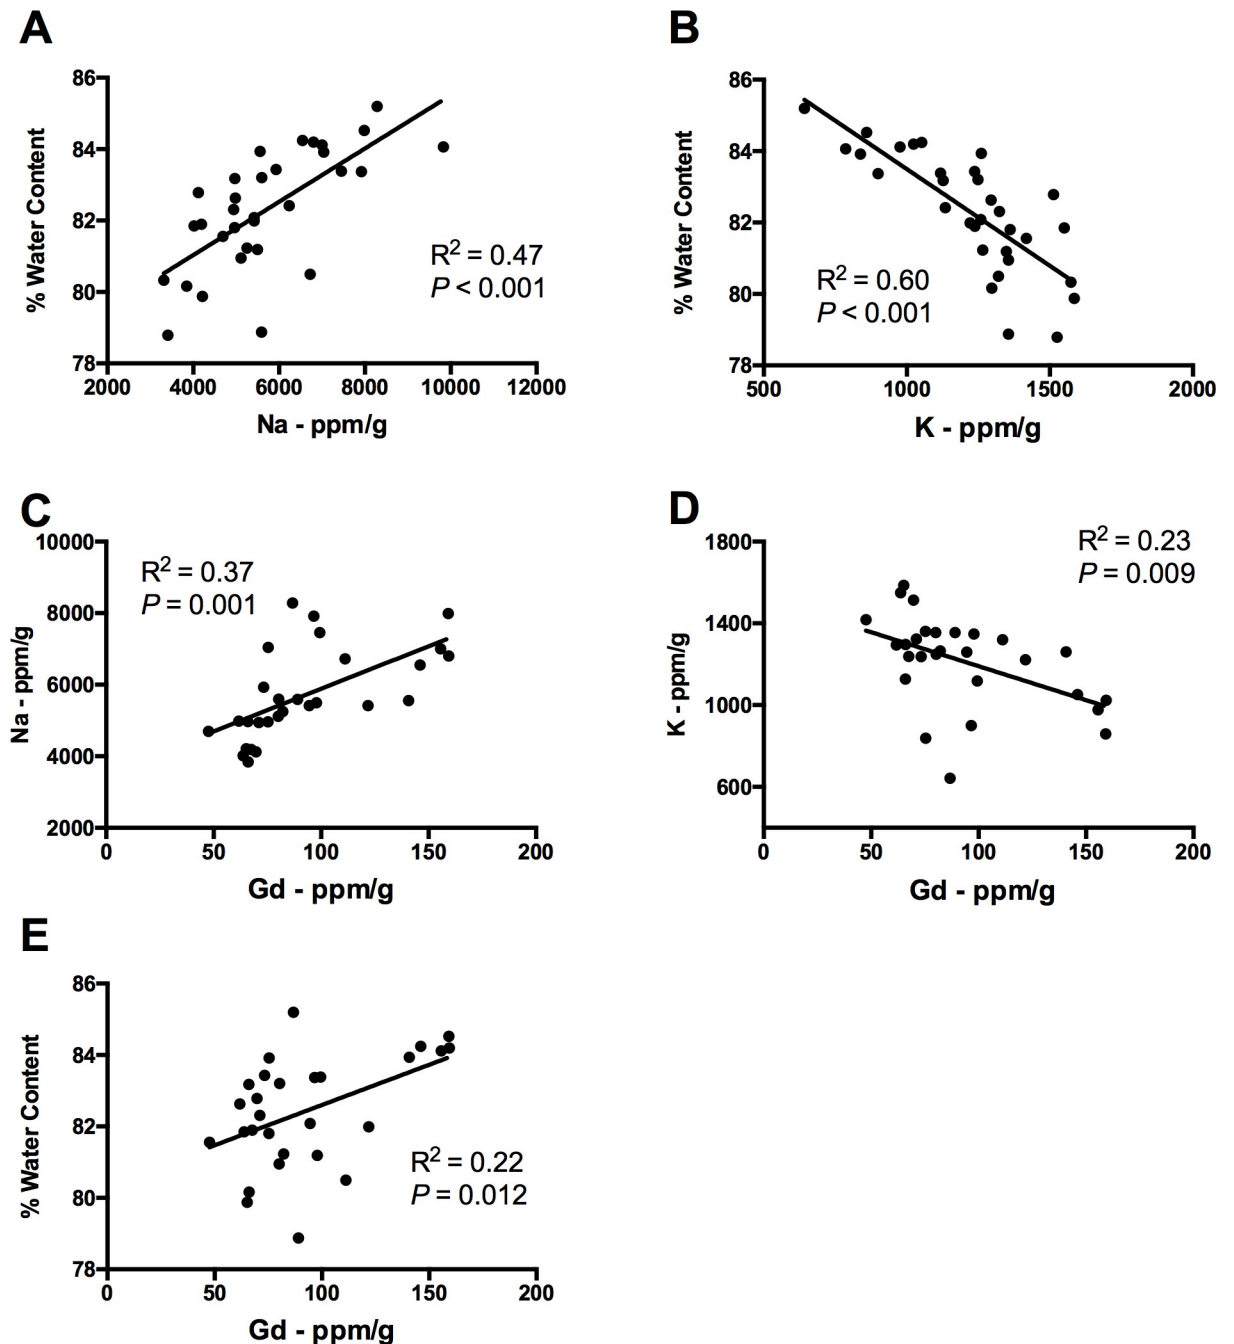 A
86
84
82
80
78
% Water Content
R² = 0.47
P < 0.001
2000 4000 6000 8000 10000 12000
Na - ppm/g
B
86
84
82
80
78
% Water Content
R² = 0.60
P < 0.001
500 1000 1500 2000
K - ppm/g
C
10000
8000
6000
4000
2000
Na - ppm/g
R² = 0.37
P = 0.001
0 50 100 150 200
Gd - ppm/g
D
1800
1400
1000
600
K - ppm/g
R² = 0.23
P = 0.009
0 50 100 150 200
Gd - ppm/g
E
86
84
82
80
78
% Water Content
R² = 0.22
P = 0.012
0 50 100 150 200
Gd - ppm/g